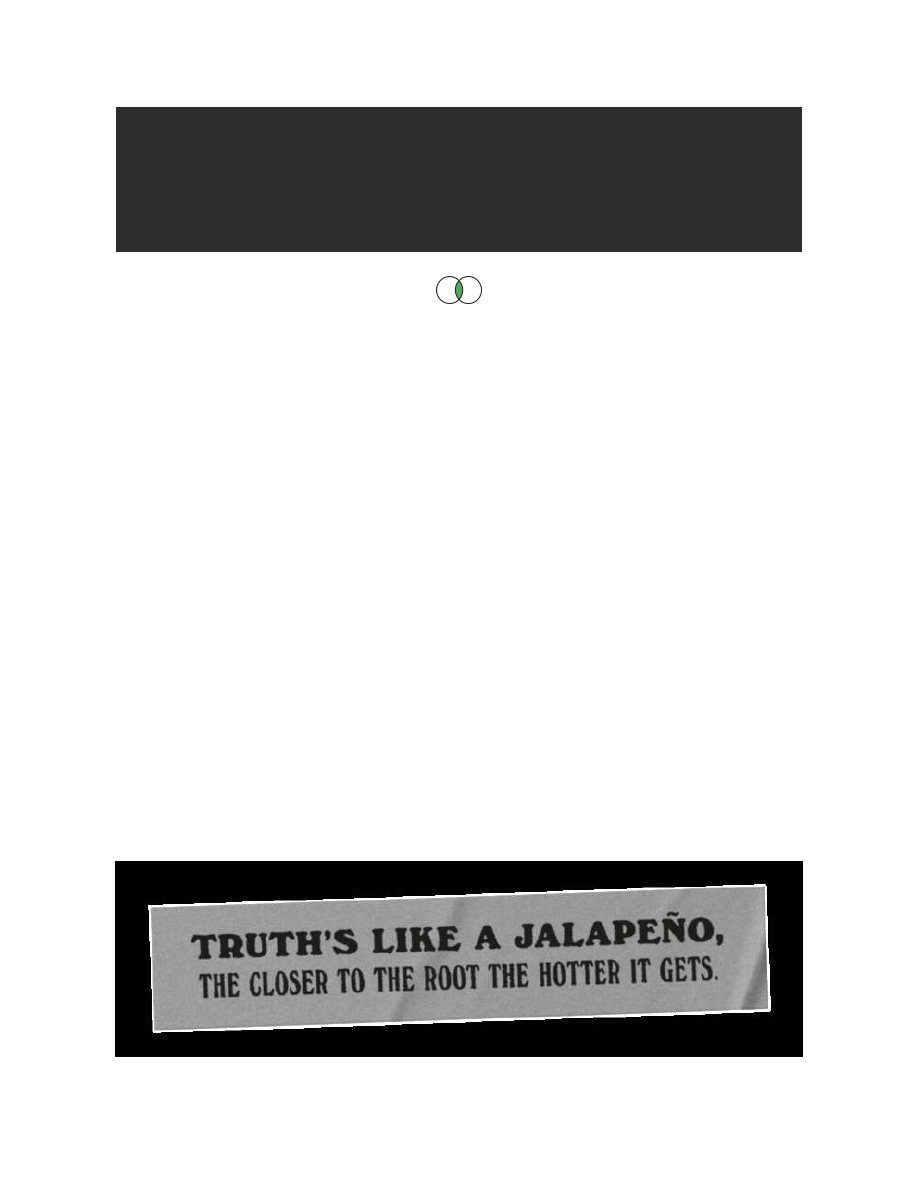 TRUTH'S LIKE A JALAPEÑO,
THE CLOSER TO THE ROOT THE HOTTER IT GETS.